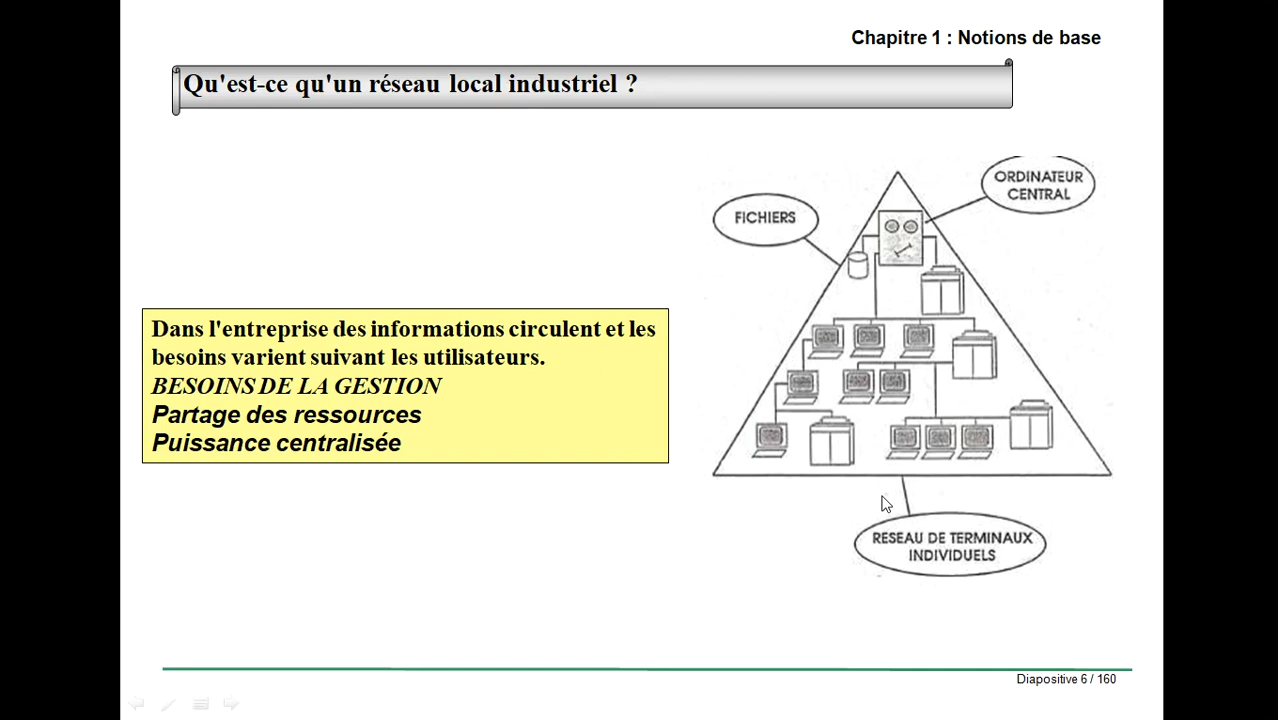 Chapitre 1 : Notions de base
Qu'est-ce qu'un réseau local industriel ?
ORDINATEUR
CENTRAL
FICHIERS
Dans l'entreprise des informations circulent et les
besoins varient suivant les utilisateurs.
BESOINS DE LA GESTION
Partage des ressources
Puissance centralisée
RESEAU DE TERMINAUX
INDIVIDUELS
Diapositive 6 / 160